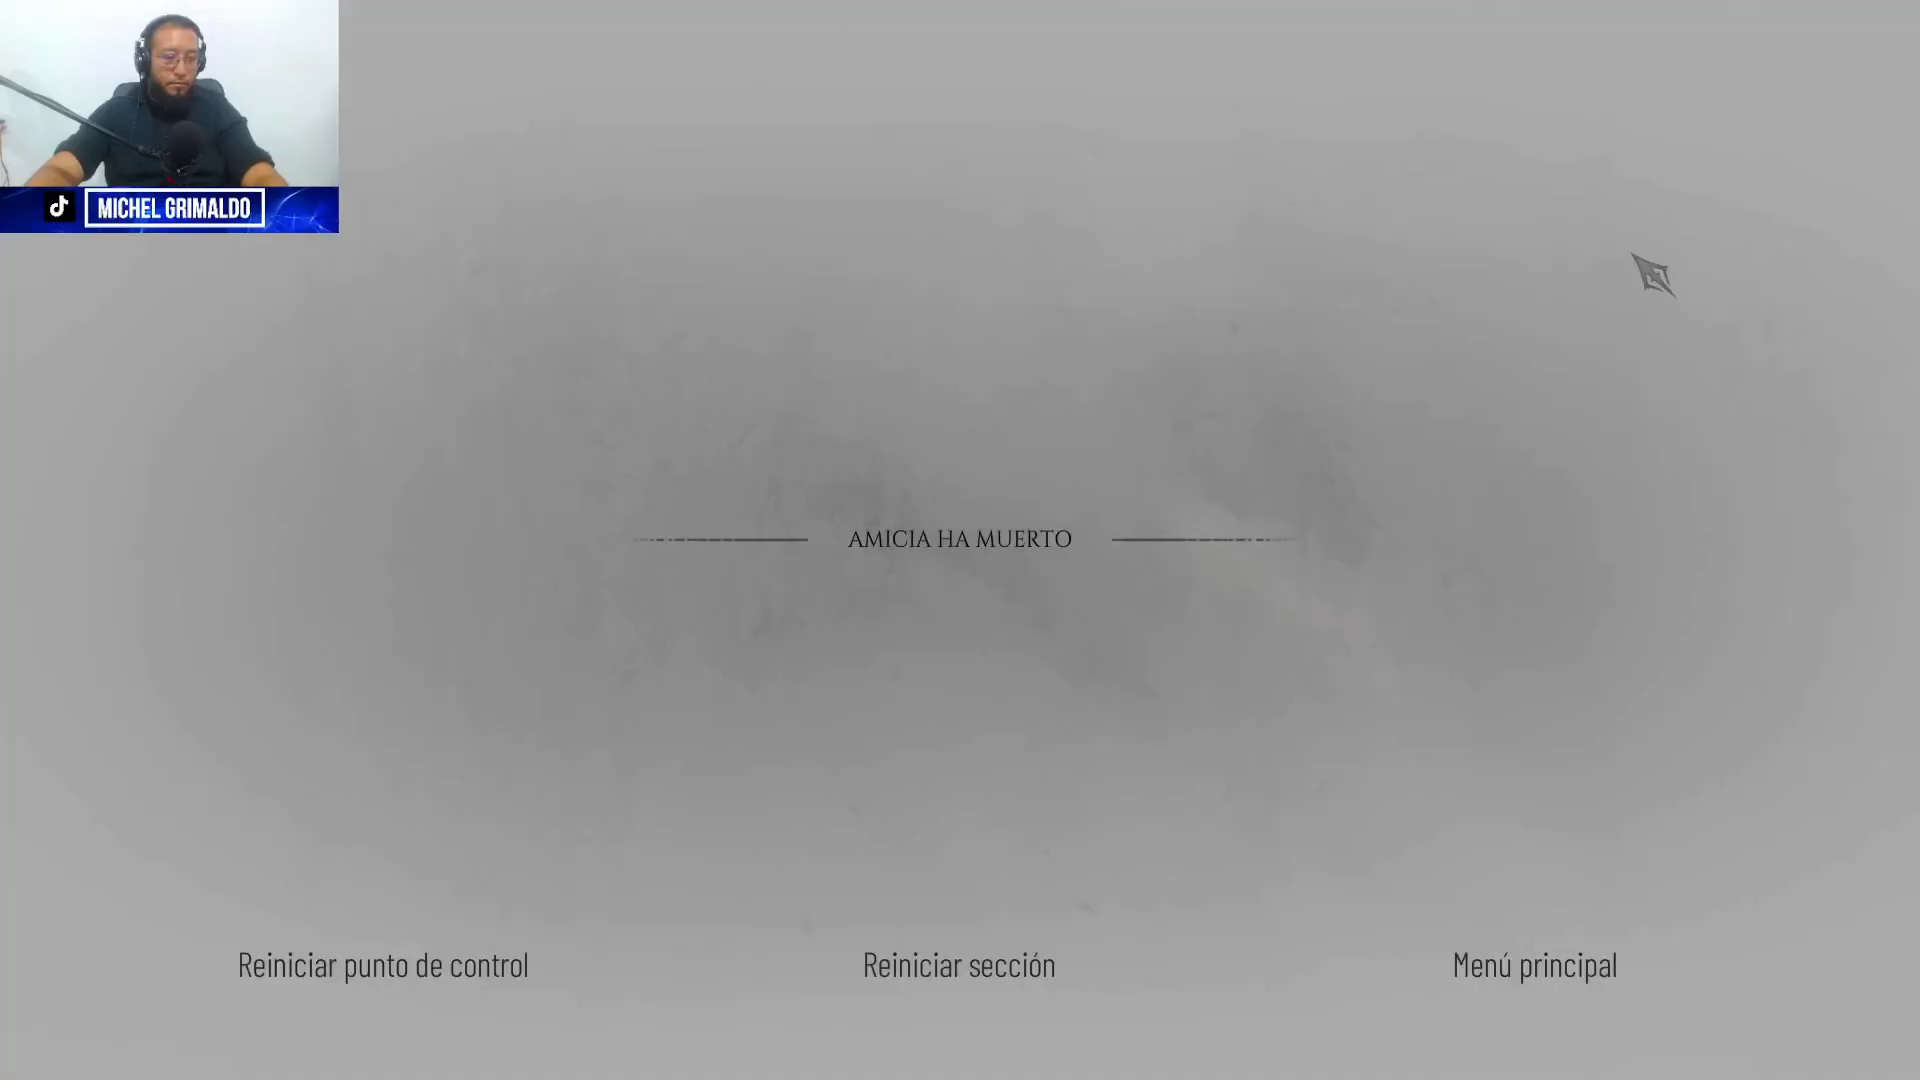 MICHEL GRIMALDO
AMICIA HA MUERTO
Reiniciar punto de control
Reiniciar sección
Menú principal